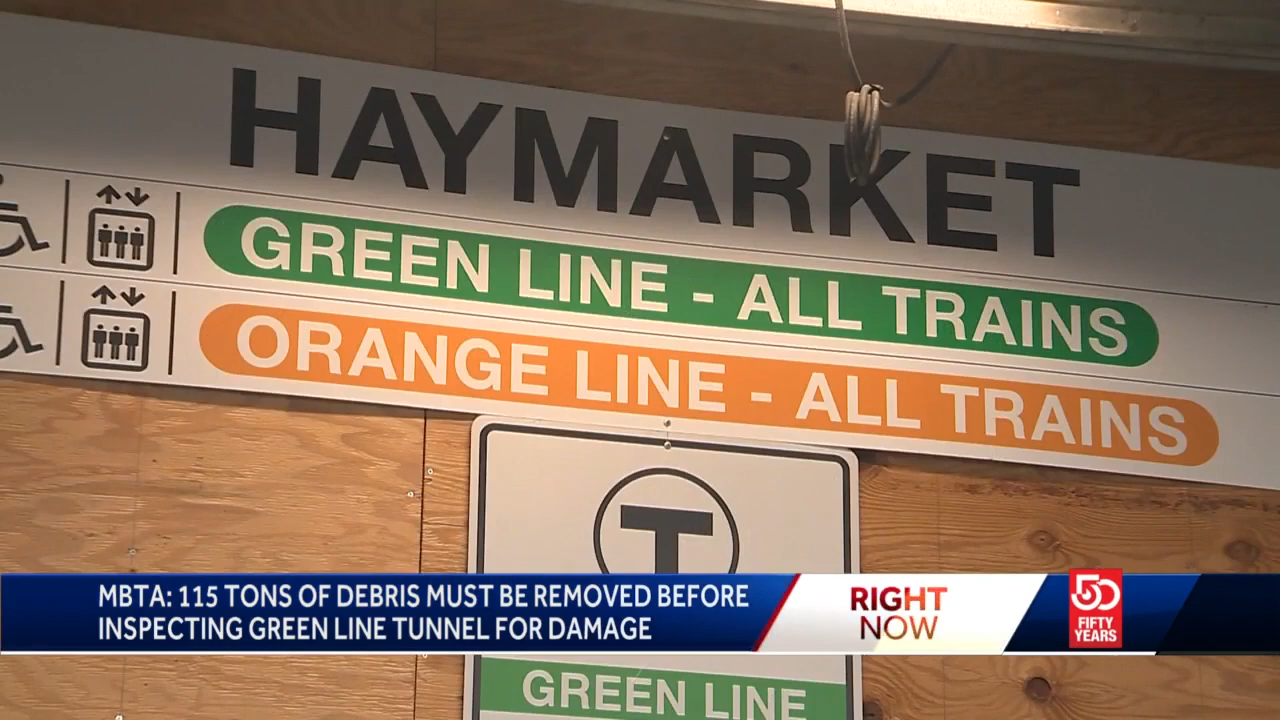 HAYMARKET
GREEN LINE - ALL TRAINS
ORANGE LINE - ALL TRAINS
T
MBTA: 115 TONS OF DEBRIS MUST BE REMOVED BEFORE
INSPECTING GREEN LINE TUNNEL FOR DAMAGE
RIGHT
NOW
50
FIFTY
YEARS
GREEN LINE